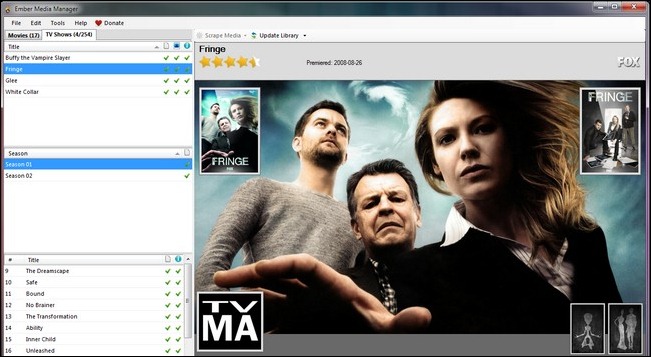 Ember Media Manager
File Edit Tools Help Donate
Movies (17) TV Shows (4/254)
Scrape Media Update Library
Title
Buffy the Vampire Slayer
Fringe
Glee
White Collar
Season
Season 01
Season 02
# Title
9 The Dreamscape
10 Safe
11 Bound
12 No Brainer
13 The Transformation
14 Ability
15 Inner Child
16 Unleashed
Fringe
Premiered: 2008-08-26
FOX
FRINGE
FOX
FRINGE
TV
MA